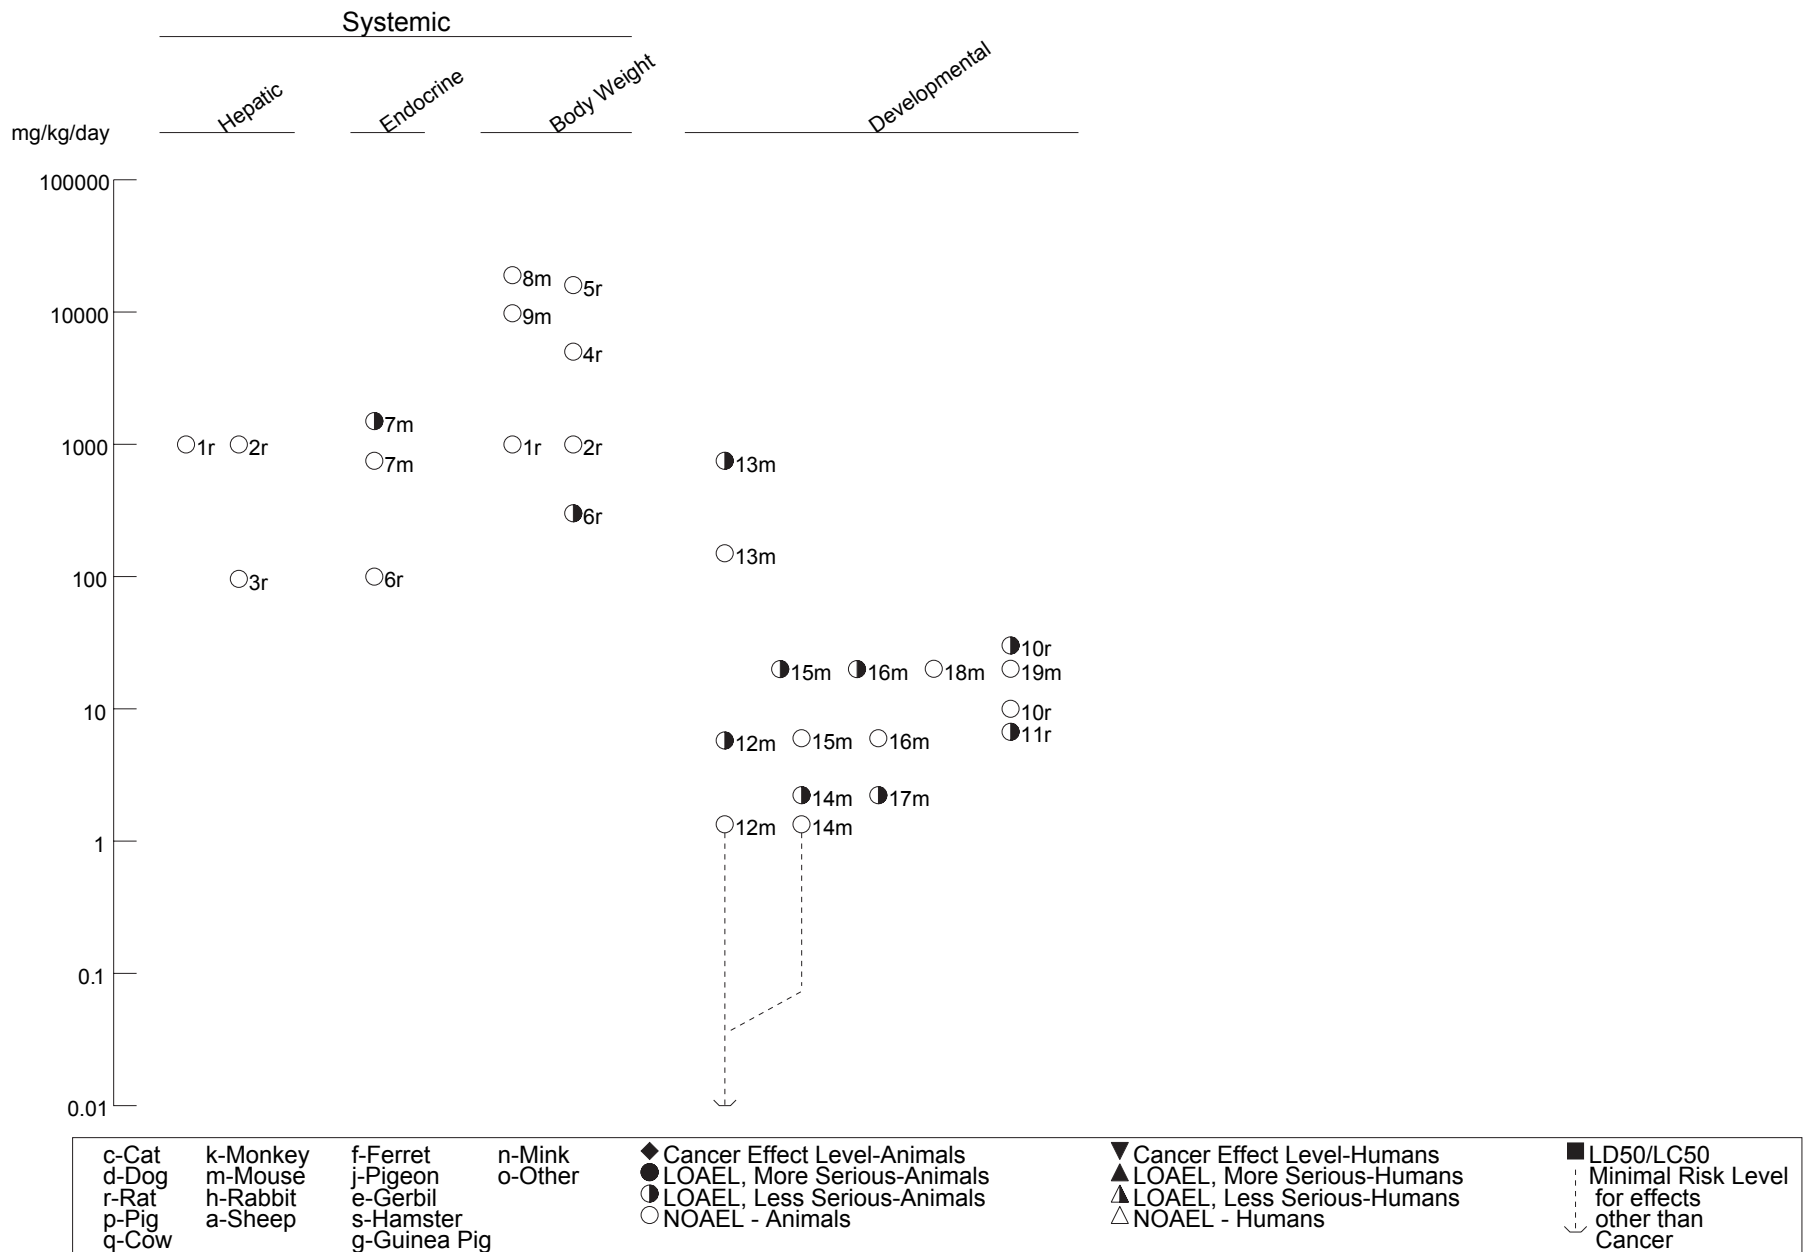 Systemic
Hepatic
Endocrine
Body Weight
Developmental
mg/kg/day
100000
8m
5r
10000
9m
4r
7m
1000
1r
2r
1r
2r
7m
13m
6r
13m
100
3r
6r
10r
15m
16m
18m
19m
10
10r
11r
12m
15m
16m
14m
17m
12m
14m
1
0.1
0.01
c-Cat k-Monkey f-Ferret n-Mink Cancer Effect Level-Animals Cancer Effect Level-Humans LD50/LC50
d-Dog m-Mouse j-Pigeon o-Other LOAEL, More Serious-Animals LOAEL, More Serious-Humans Minimal Risk Level
r-Rat h-Rabbit e-Gerbil LOAEL, Less Serious-Animals LOAEL, Less Serious-Humans for effects
p-Pig a-Sheep s-Hamster NOAEL - Animals NOAEL - Humans other than
q-Cow g-Guinea Pig Cancer